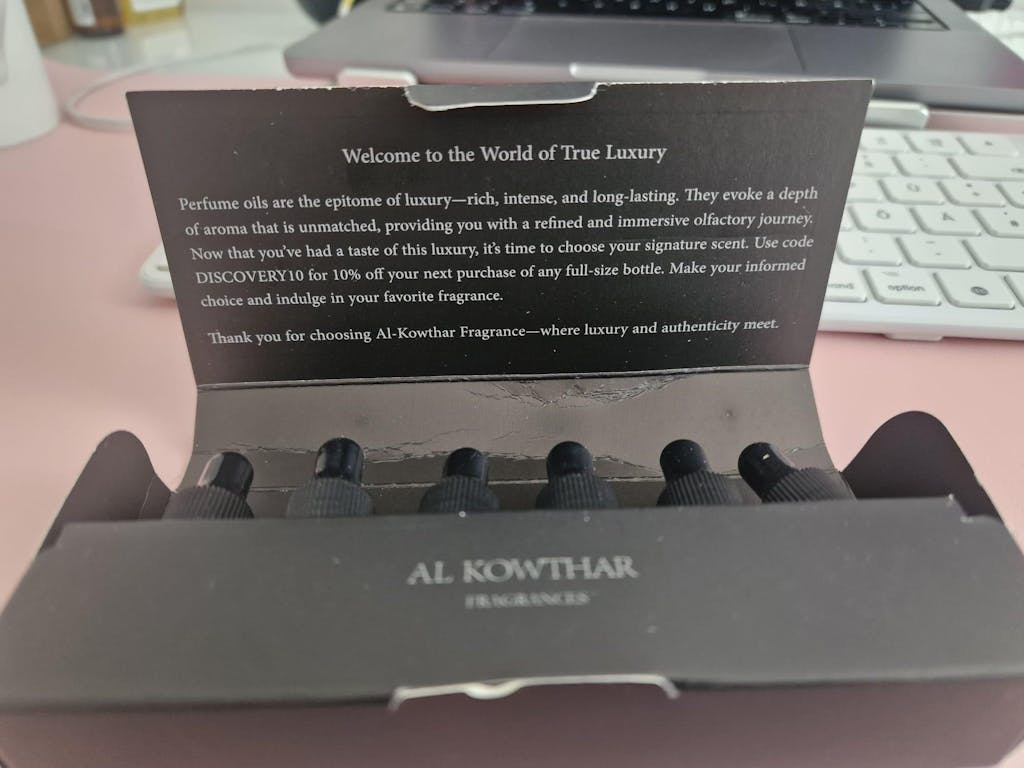 Welcome to the World of True Luxury
Perfume oils are the epitome of luxury—rich, intense, and long-lasting. They evoke a depth
of aroma that is unmatched, providing you with a refined and immersive olfactory journey.
Now that you've had a taste of this luxury, it's time to choose your signature scent. Use code
DISCOVERY10 for 10% off your next purchase of any full-size bottle. Make your informed
choice and indulge in your favorite fragrance.
Thank you for choosing Al-Kowthar Fragrance—where luxury and authenticity meet.
option
AL KOWTHAR
FRAGRANCES